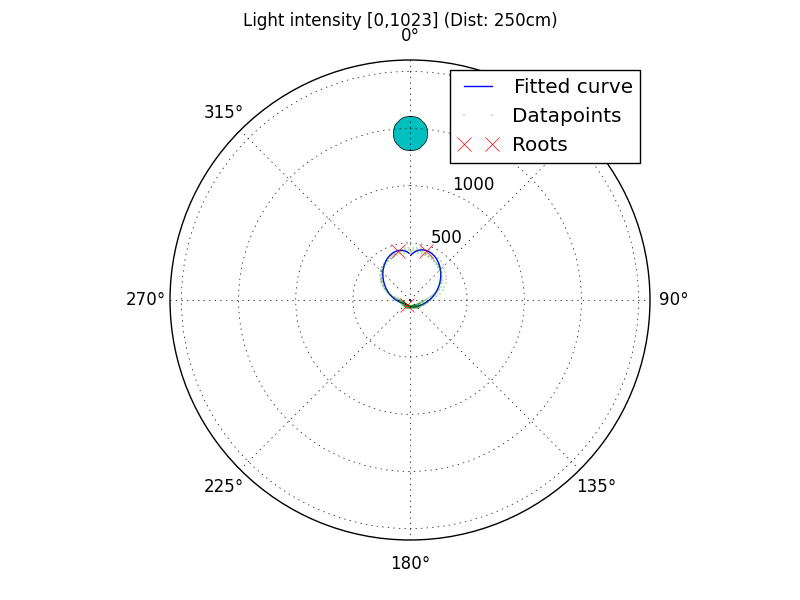 Light intensity [0,1023] (Dist: 250cm)
0°
Fitted curve
315°
Datapoints
Roots
1000
500
270°
90°
225°
135°
180°